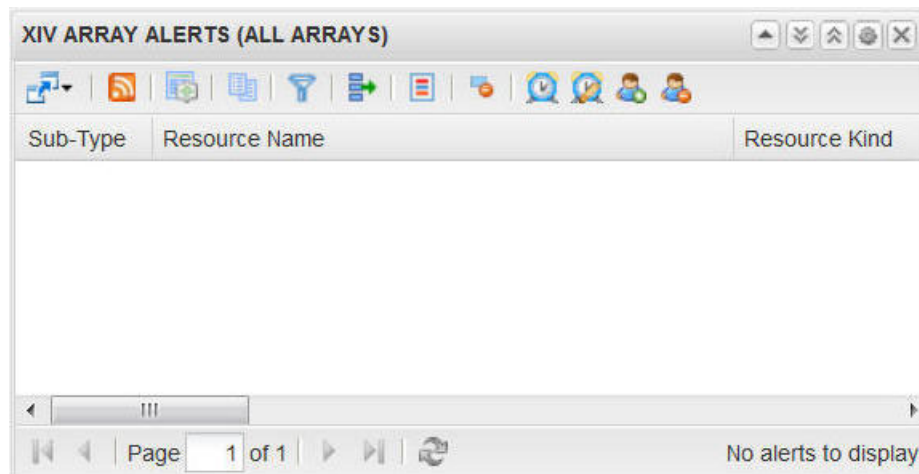 XIV ARRAY ALERTS (ALL ARRAYS)
Sub-Type Resource Name Resource Kind
Page 1 of 1 No alerts to display